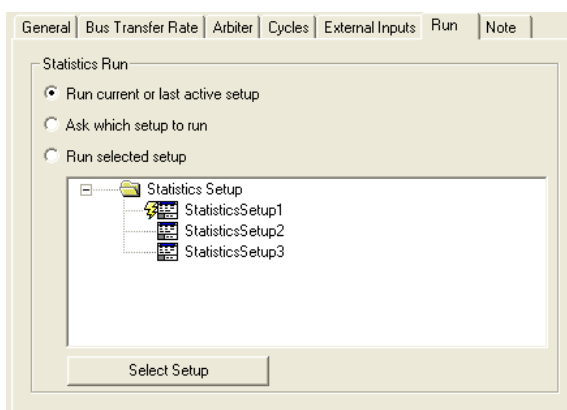 General Bus Transfer Rate Arbiter Cycles External Inputs Run Note
Statistics Run
Run current or last active setup
Ask which setup to run
Run selected setup
Statistics Setup
StatisticsSetup1
StatisticsSetup2
StatisticsSetup3
Select Setup